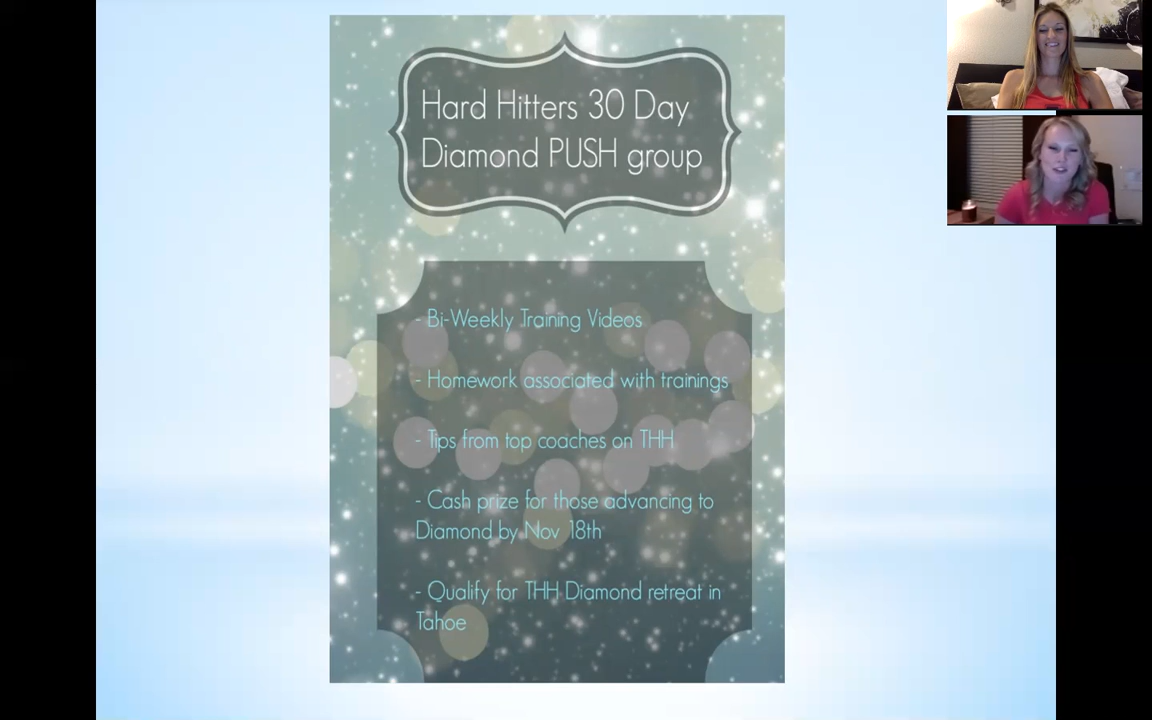 Hard Hitters 30 Day
Diamond PUSH group
- Bi-Weekly Training Videos
- Homework associated with trainings
- Tips from top coaches on THH
- Cash prize for those advancing to
Diamond by Nov 18th
- Qualify for THH Diamond retreat in
Tahoe